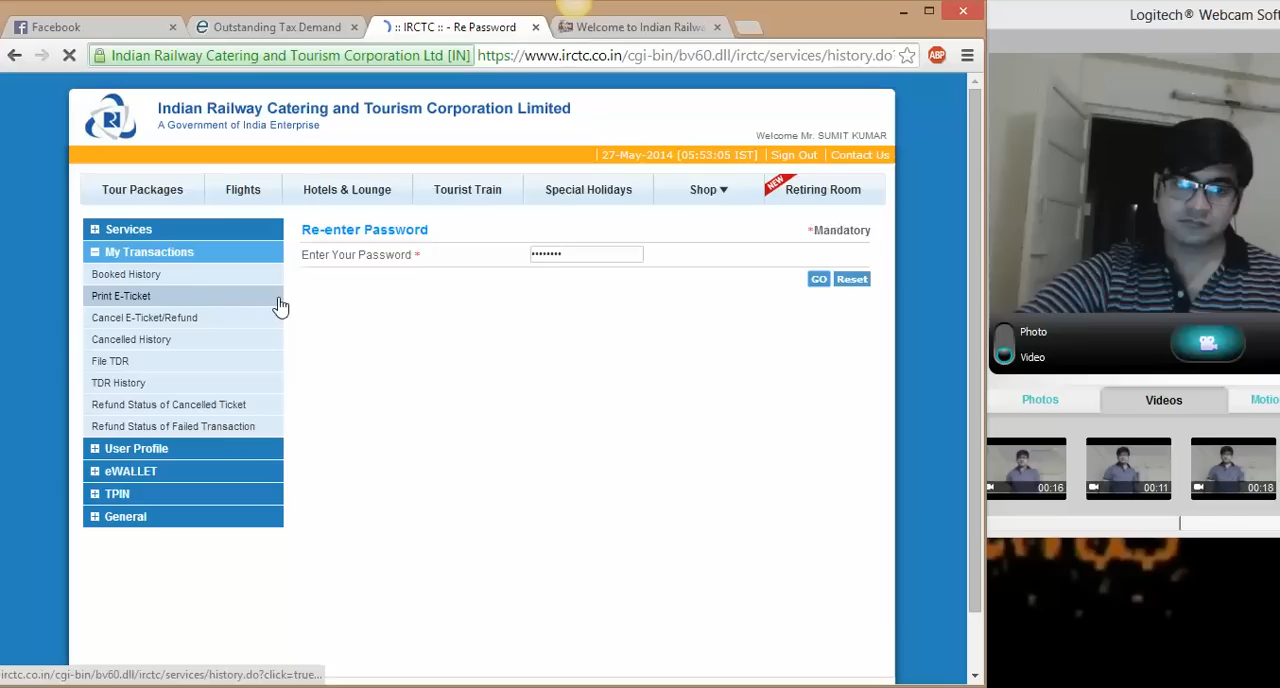 Facebook
Outstanding Tax Demand
:: IRCTC :: - Re Password
Welcome to Indian Railwa
Indian Railway Catering and Tourism Corporation Ltd [IN]
https://www.irctc.co.in/cgi-bin/bv60.dll/irctc/services/history.do?
ABP
Logitech® Webcam Soft
Indian Railway Catering and Tourism Corporation Limited
A Government of India Enterprise
Welcome Mr. SUMIT KUMAR
27-May-2014 [05:53:05 IST] | Sign Out | Contact Us
Tour Packages
Flights
Hotels & Lounge
Tourist Train
Special Holidays
Shop ▼
NEW
Retiring Room
Services
My Transactions
Booked History
Print E-Ticket
Cancel E-Ticket/Refund
Cancelled History
File TDR
TDR History
Refund Status of Cancelled Ticket
Refund Status of Failed Transaction
User Profile
eWALLET
TPIN
General
Re-enter Password
*Mandatory
Enter Your Password *
••••••••
GO
Reset
Photo
Video
Photos
Videos
Motio
00:16
00:11
00:18
irctc.co.in/cgi-bin/bv60.dll/irctc/services/history.do?click=true...